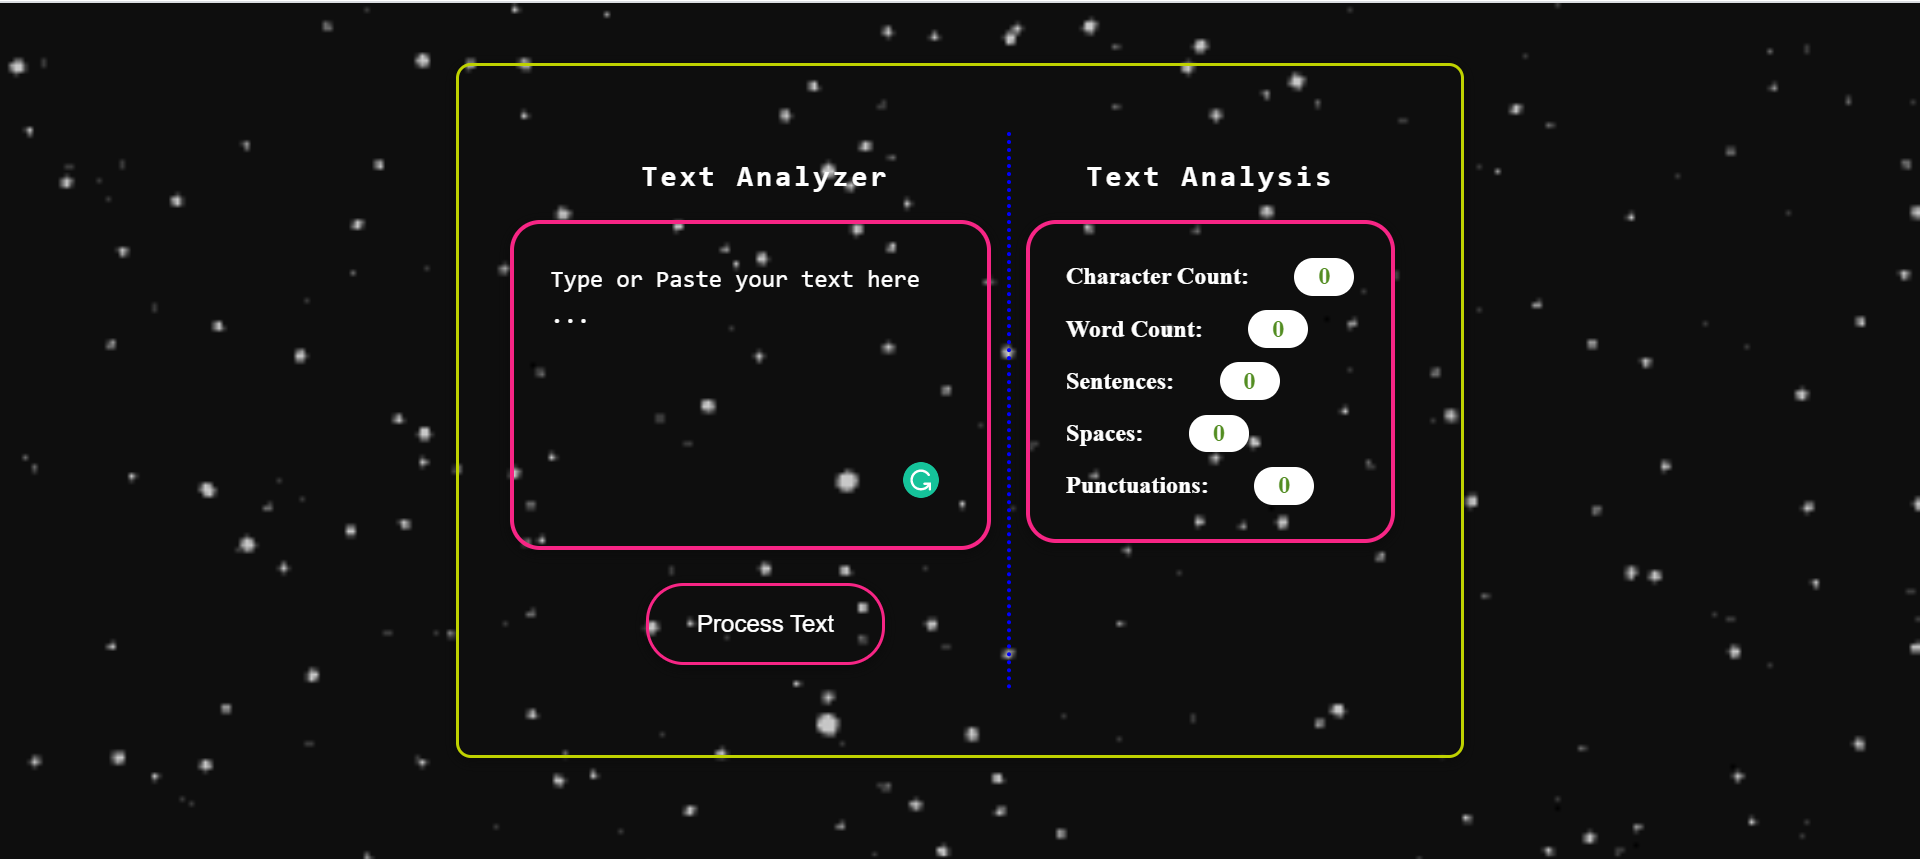 Text Analyzer
Type or Paste your text here
...
Process Text
Text Analysis
Character Count: 0
Word Count: 0
Sentences: 0
Spaces: 0
Punctuations: 0